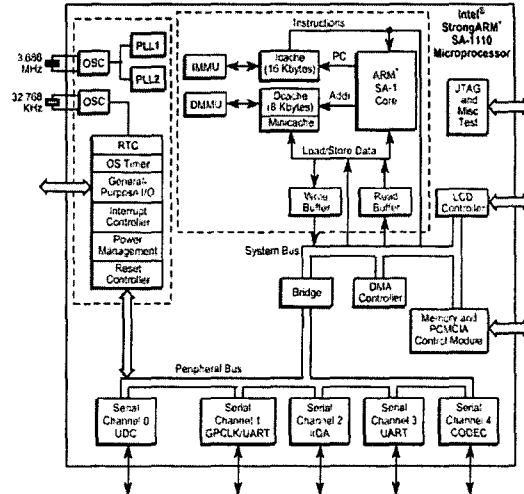 Intel®
StrongARM*
SA-1110
Microprocessor
Instructions
3.686
MHz
OSC
PLL1
PLL2
32.768
KHz
OSC
IMMU
Icache
(16 Kbytes)
PC
ARM*
SA-1
Core
DMMU
Dcache
(8 Kbytes)
Minicache
Addr
JTAG
and
Misc
Test
Load/Store Data
RTC
OS Timer
General-
Purpose I/O
Interrupt
Controller
Power
Management
Reset
Controller
Write
Buffer
Read
Buffer
LCD
Controller
System Bus
Bridge
DMA
Controller
Memory and
PCMCIA
Control Module
Peripheral Bus
Serial
Channel 0
UDC
Serial
Channel 1
GPCLK/UART
Serial
Channel 2
IrDA
Serial
Channel 3
UART
Serial
Channel 4
CODEC